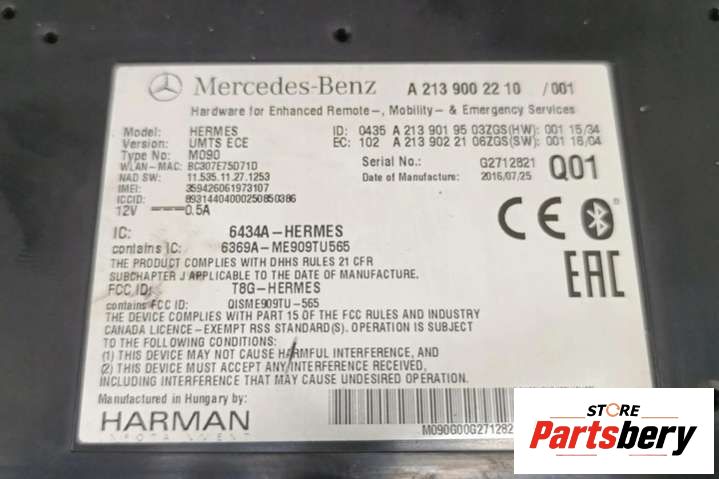 Mercedes-Benz A 213 900 22 10 /001
Hardware for Enhanced Remote-, Mobility- & Emergency Services
Model: HERMES ID: 0435 A 213 901 95 03ZGS(HW): 001 15/34
Version: UMTS ECE EC: 102 A 213 902 21 06ZGS(SW): 001 16/04
Type No: M090
WLAN-MAC: BC307E75D71D Serial No.: G2712821 Q01
NAD SW: 11.535.11.27.1253 Date of Manufacture: 2016/07/25
IMEI: 359426061973107
ICCID: 89314404000250850386
12V 0.5A
CE
IC: 6434A-HERMES
contains IC: 6369A-ME909TU565
EAC
THE PRODUCT COMPLIES WITH DHHS RULES 21 CFR
SUBCHAPTER J APPLICABLE TO THE DATE OF MANUFACTURE.
FCC ID: T8G-HERMES
contains FCC ID: QISME909TU-565
THE DEVICE COMPLIES WITH PART 15 OF THE FCC RULES AND INDUSTRY
CANADA LICENCE-EXEMPT RSS STANDARD(S). OPERATION IS SUBJECT
TO THE FOLLOWING CONDITIONS:
(1) THIS DEVICE MAY NOT CAUSE HARMFUL INTERFERENCE, AND
(2) THIS DEVICE MUST ACCEPT ANY INTERFERENCE RECEIVED,
INCLUDING INTERFERENCE THAT MAY CAUSE UNDESIRED OPERATION.
Manufactured in Hungary by:
HARMAN
INFOTAINMENT
M090G00G27128
STORE
Partsbery